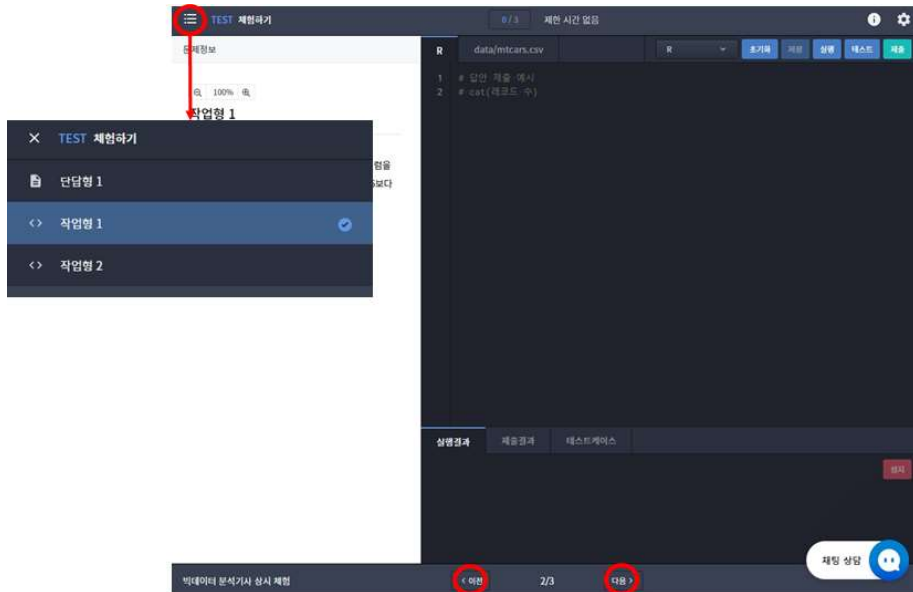 TEST 체험하기
0 / 3
제한 시간 없음
문제정보
100%
작업형 1
럼을
보다
TEST 체험하기
단답형 1
작업형 1
작업형 2
R
data/mtcars.csv
R
초기화
저장
실행
테스트
제출
1 # 답안 제출 예시
2 # cat(레코드 수)
실행결과
제출결과
테스트케이스
채팅 상담
빅데이터 분석기사 상시 체험
< 이전
2/3
다음 >